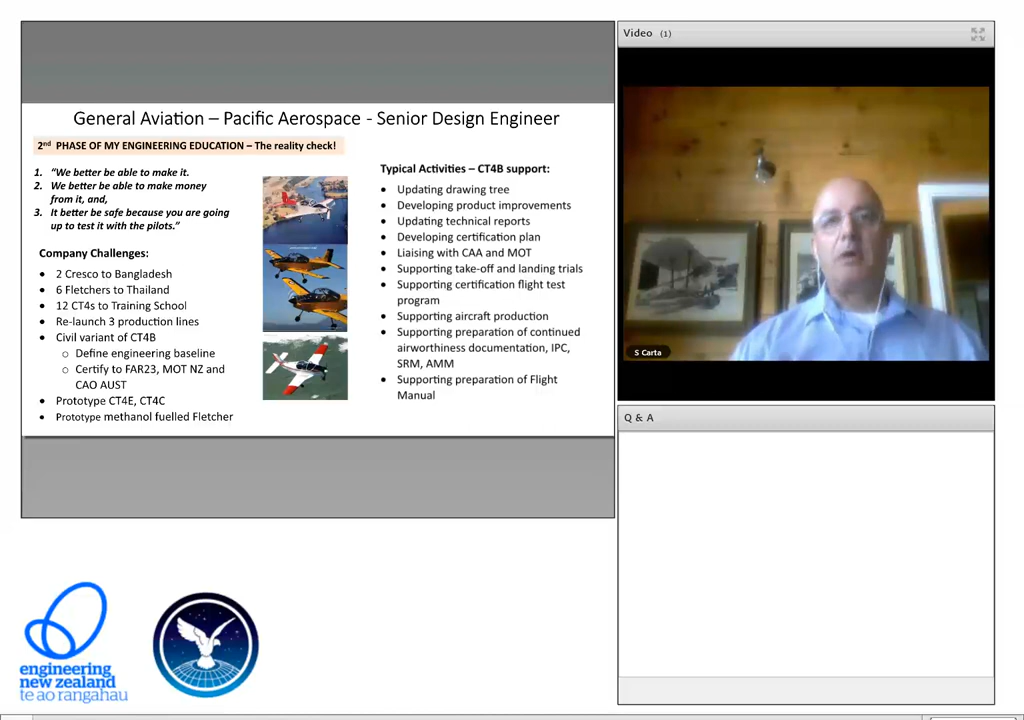 General Aviation – Pacific Aerospace - Senior Design Engineer
2nd PHASE OF MY ENGINEERING EDUCATION – The reality check!
1. “We better be able to make it.
2. We better be able to make money
from it, and,
3. It better be safe because you are going
up to test it with the pilots.”
Company Challenges:
• 2 Cresco to Bangladesh
• 6 Fletchers to Thailand
• 12 CT4s to Training School
• Re-launch 3 production lines
• Civil variant of CT4B
o Define engineering baseline
o Certify to FAR23, MOT NZ and
CAO AUST
• Prototype CT4E, CT4C
• Prototype methanol fuelled Fletcher
Typical Activities – CT4B support:
• Updating drawing tree
• Developing product improvements
• Updating technical reports
• Developing certification plan
• Liaising with CAA and MOT
• Supporting take-off and landing trials
• Supporting certification flight test
program
• Supporting aircraft production
• Supporting preparation of continued
airworthiness documentation, IPC,
SRM, AMM
• Supporting preparation of Flight
Manual
Video (1)
S Carta
Q & A
engineering
new zealand
te ao rangahau